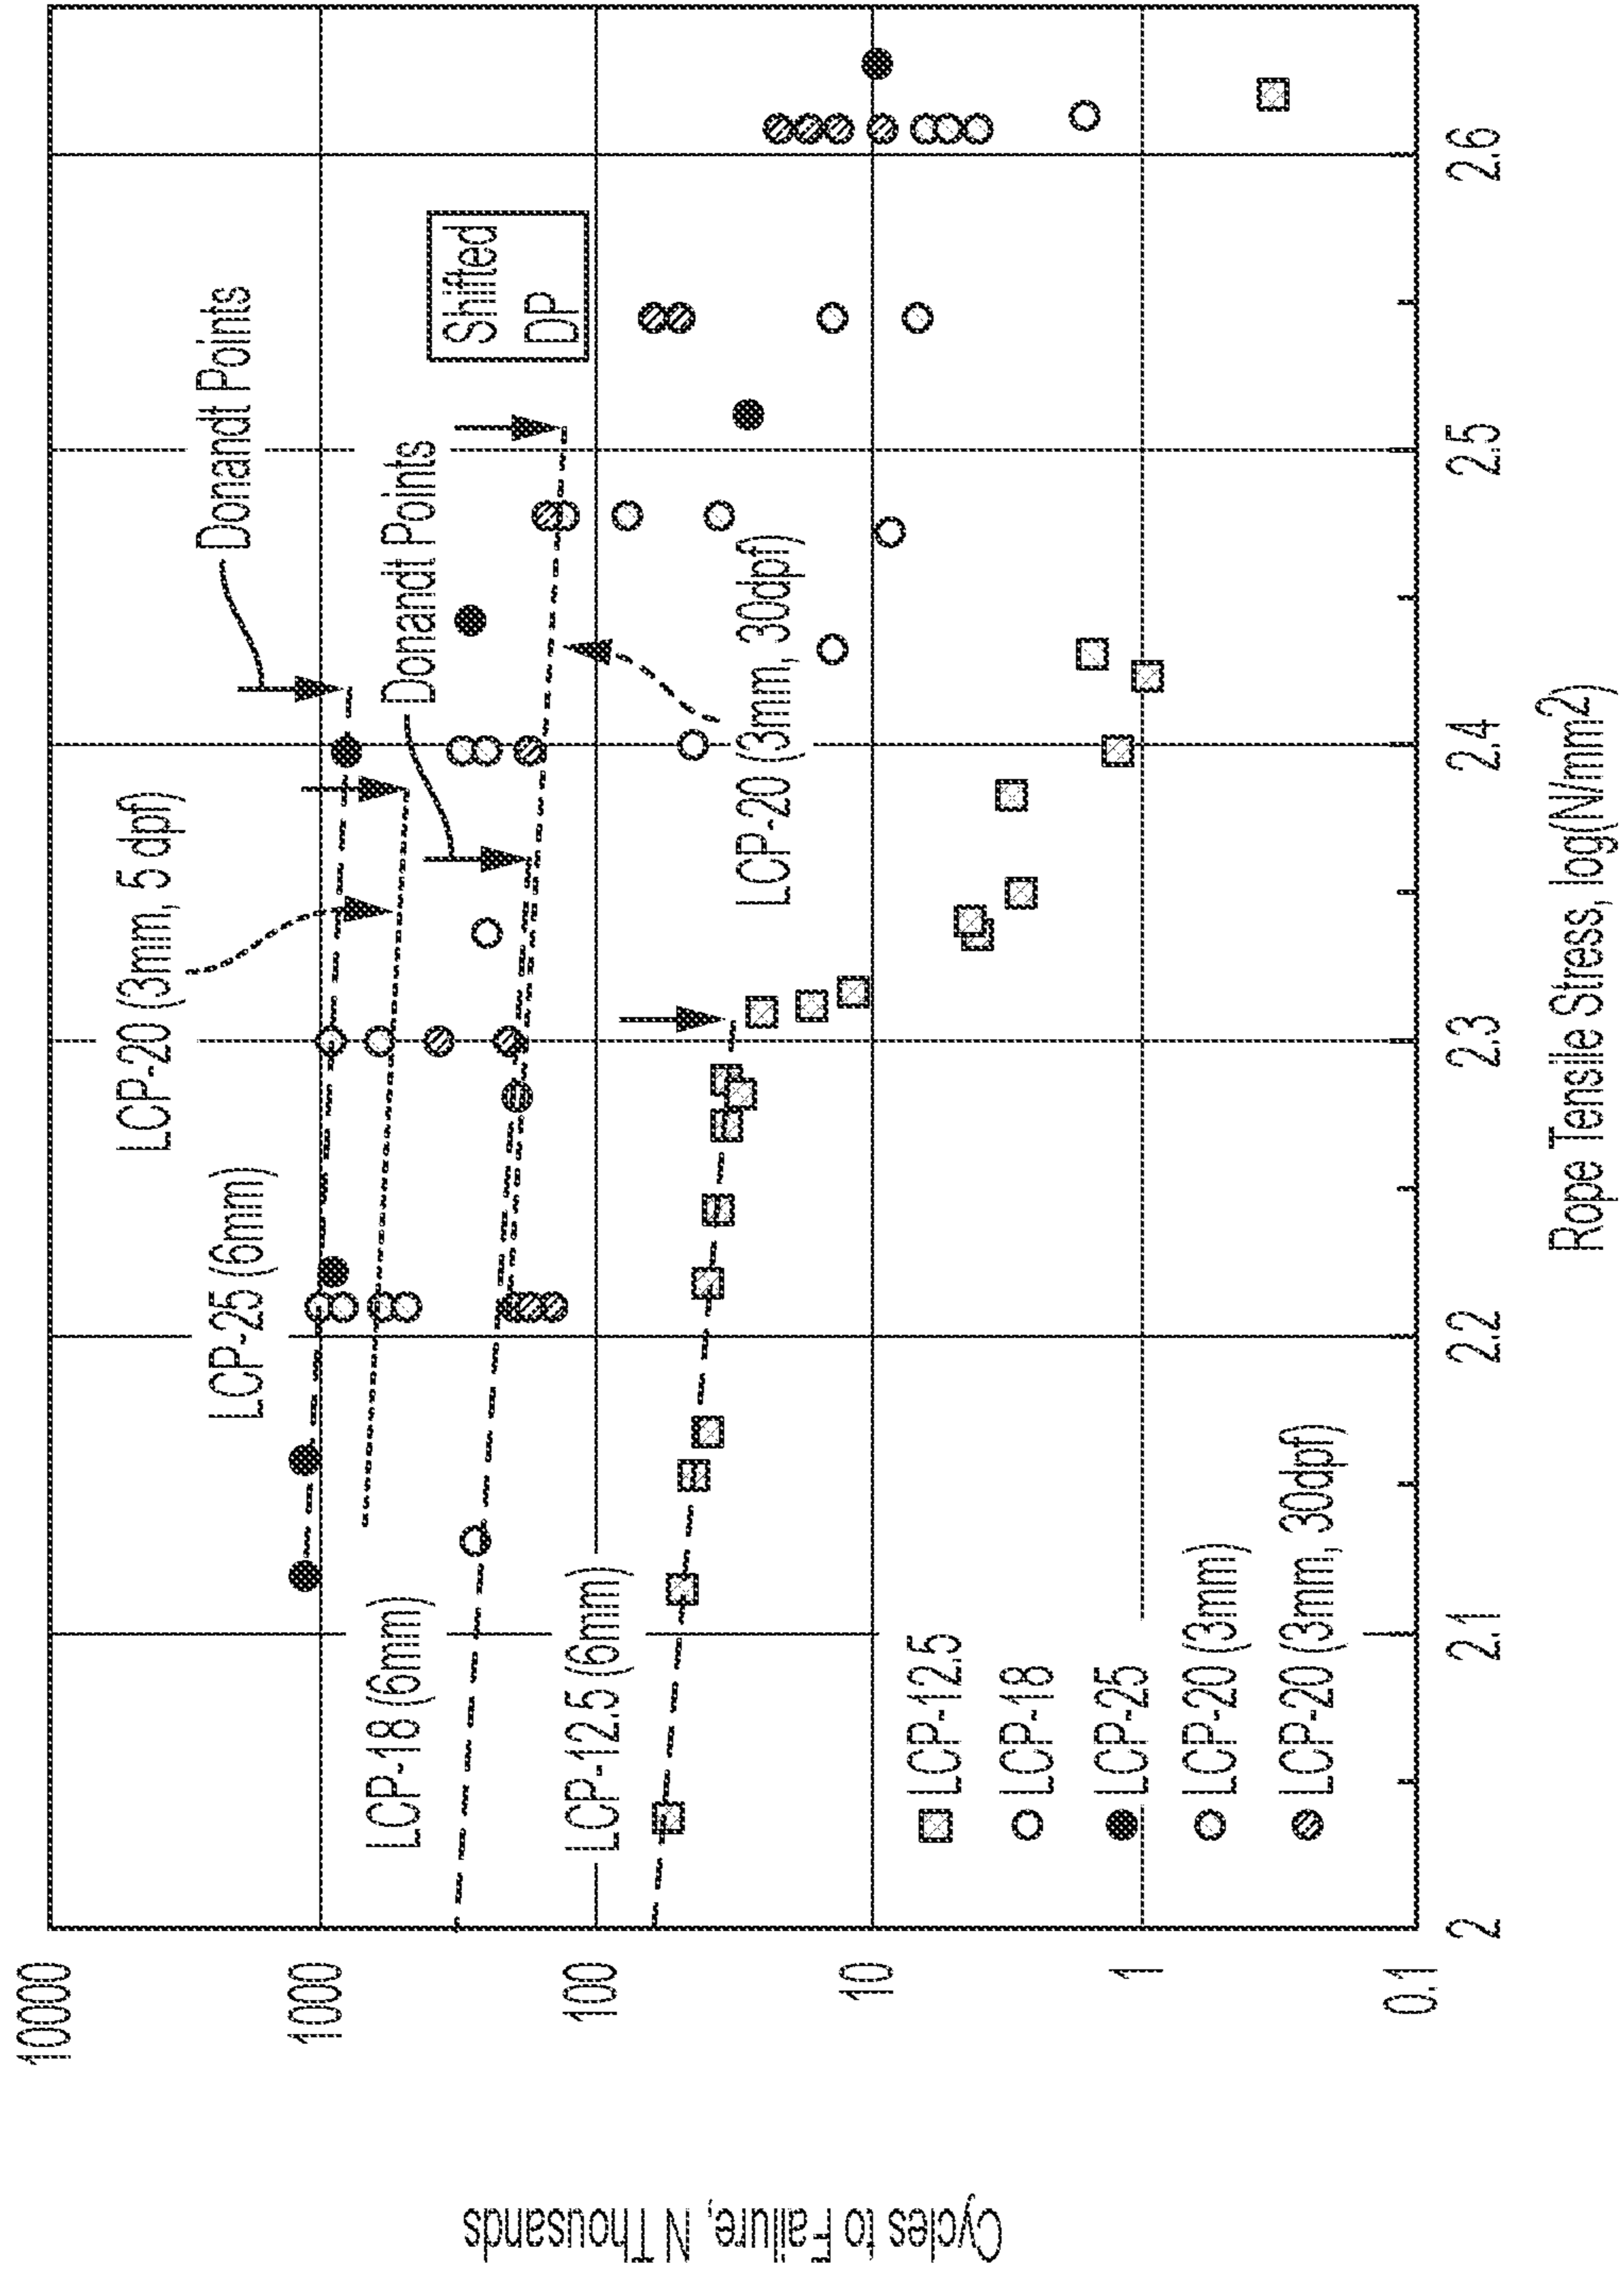 10000
1000
100
10
1
0.1
Cycles to Failure, N Thousands
LCP-25 (6mm)
LCP-20 (3mm, 5 dpf)
Donandt Points
Donandt Points
Shifted
DP
LCP-18 (6mm)
LCP-12.5 (6mm)
LCP-20 (3mm, 30dpf)
LCP-12.5
LCP-18
LCP-25
LCP-20 (3mm)
LCP-20 (3mm, 30dpf)
2
2.1
2.2
2.3
2.4
2.5
2.6
Rope Tensile Stress, log(N/mm2)